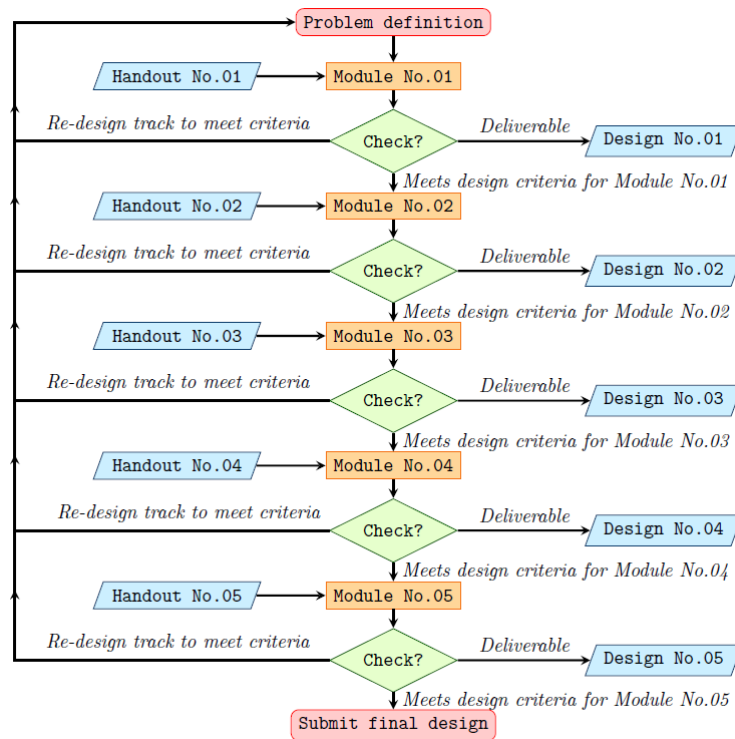 Problem definition
Handout No.01
Module No.01
Re-design track to meet criteria
Check?
Deliverable
Design No.01
Meets design criteria for Module No.01
Handout No.02
Module No.02
Re-design track to meet criteria
Check?
Deliverable
Design No.02
Meets design criteria for Module No.02
Handout No.03
Module No.03
Re-design track to meet criteria
Check?
Deliverable
Design No.03
Meets design criteria for Module No.03
Handout No.04
Module No.04
Re-design track to meet criteria
Check?
Deliverable
Design No.04
Meets design criteria for Module No.04
Handout No.05
Module No.05
Re-design track to meet criteria
Check?
Deliverable
Design No.05
Meets design criteria for Module No.05
Submit final design